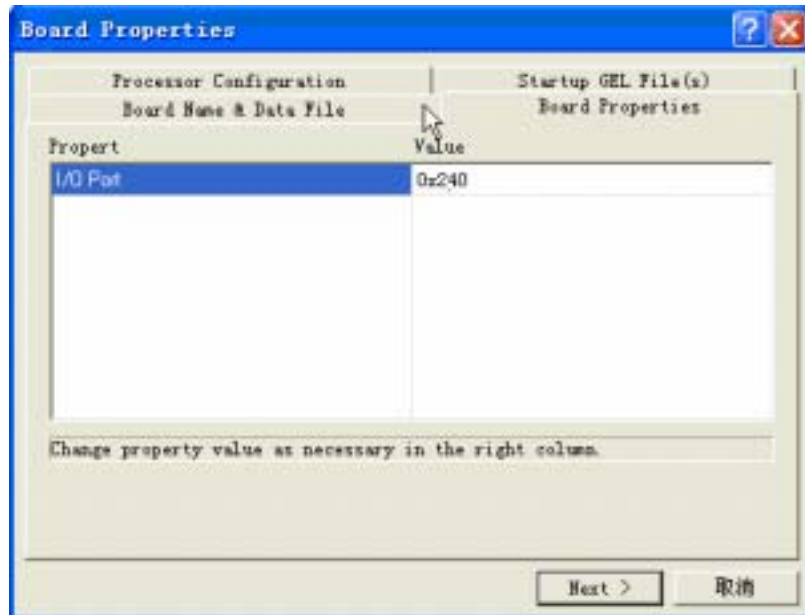 Board Properties
Processor Configuration Startup GEL File(s)
Board Name & Data File Board Properties
Propert Value
I/O Port 0x240
Change property value as necessary in the right column.
Next > 取消